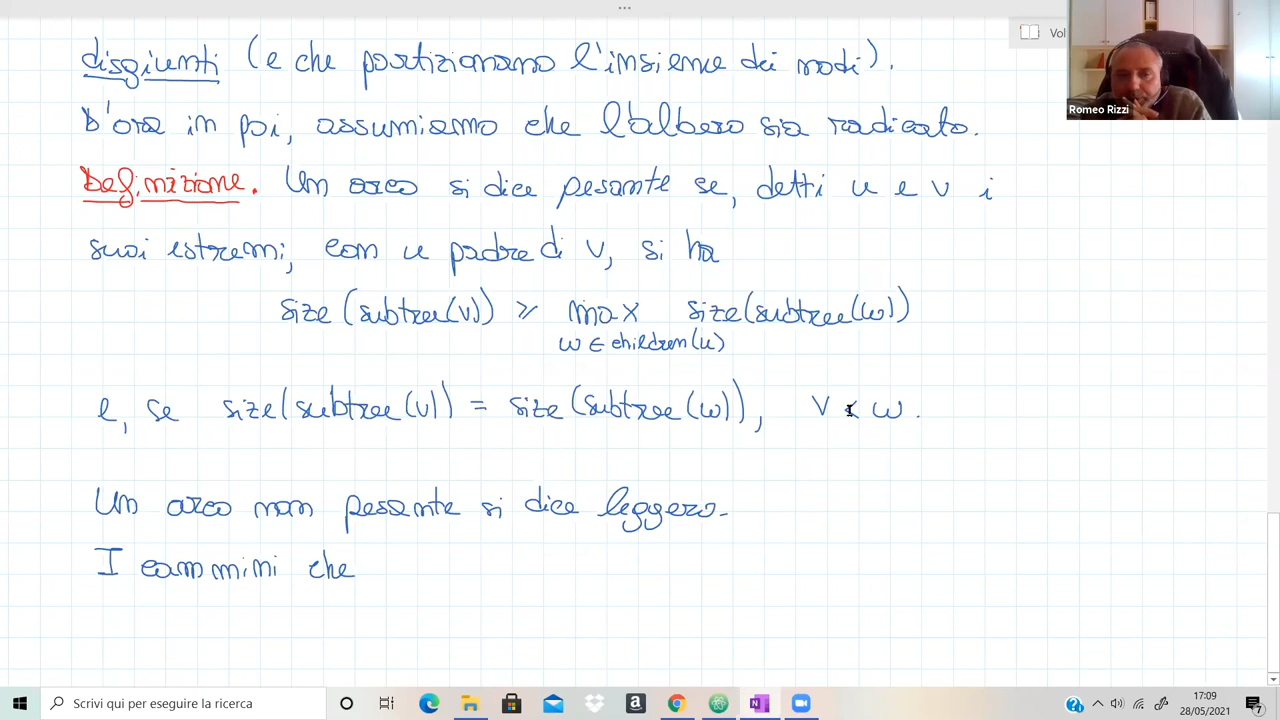 disgiunti (e che partizionano l'insieme dei nodi).
Vol
Romeo Rizzi
D'ora in poi, assumiamo che l'albero sia radicato.
Definizione. Un arco si dice pesante se, detti u e v i
suoi estremi, con u padre di v, si ha
size(subtree(v)) ⩾ max size(subtree(w))
w ∈ children(u)
e, se size(subtree(v)) = size(subtree(w)), v < w.
Un arco non pesante si dice leggero.
I cammini che
Scrivi qui per eseguire la ricerca
17:09
28/05/2021
7